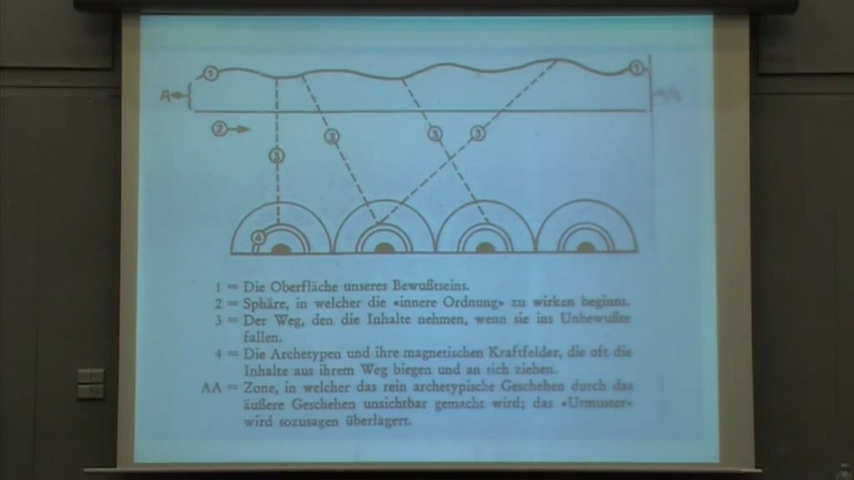 1
1
A
A
2
3
3
3
3
4
1 = Die Oberfläche unseres Bewußtseins.
2 = Sphäre, in welcher die «innere Ordnung» zu wirken beginnt.
3 = Der Weg, den die Inhalte nehmen, wenn sie ins Unbewußte
fallen.
4 = Die Archetypen und ihre magnetischen Kraftfelder, die oft die
Inhalte aus ihrem Weg biegen und an sich ziehen.
AA = Zone, in welcher das rein archetypische Geschehen durch das
äußere Geschehen unsichtbar gemacht wird; das «Urmuster»
wird sozusagen überlagert.